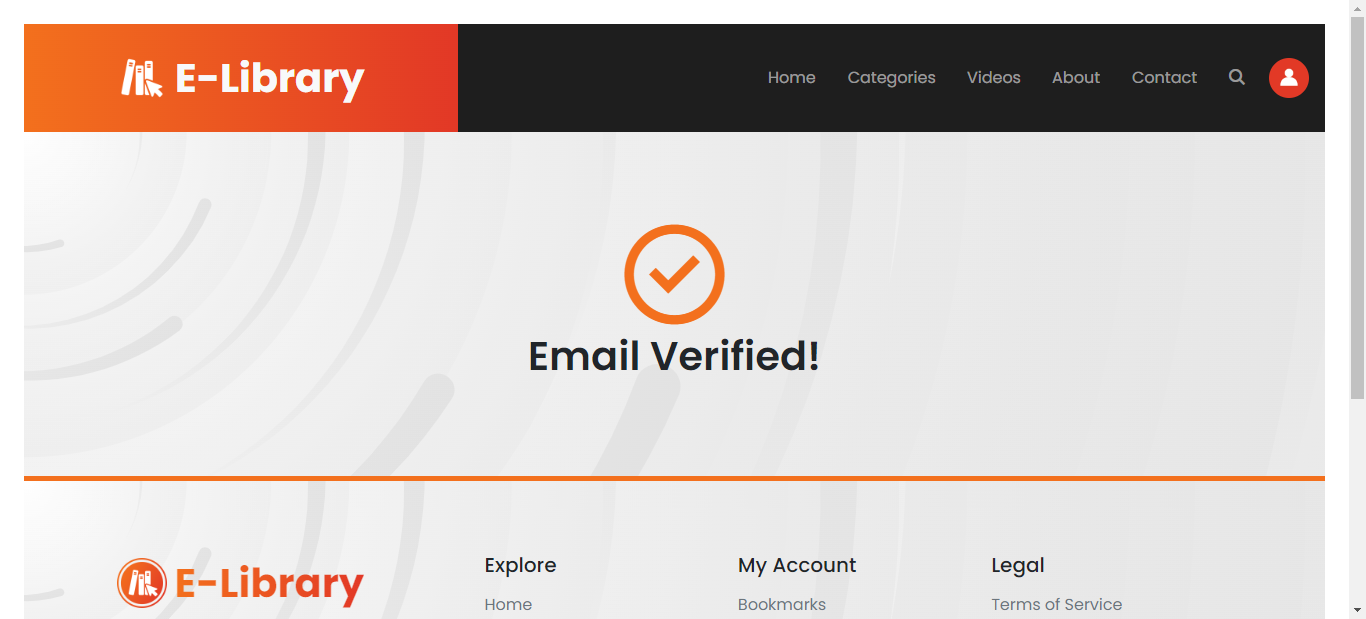 E-Library
Home Categories Videos About Contact
Email Verified!
E-Library
Explore My Account Legal
Home Bookmarks Terms of Service